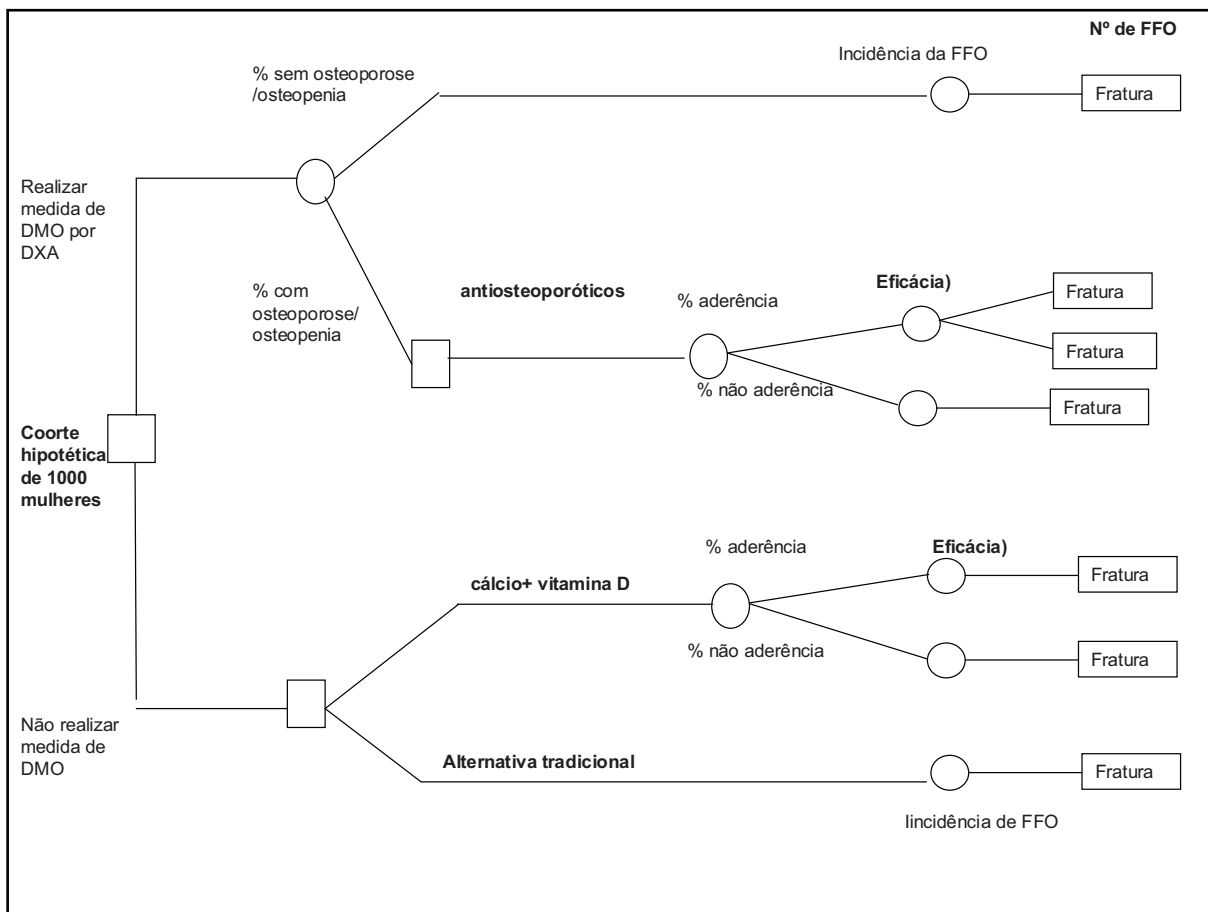 Nº de FFO
Incidência da FFO
% sem osteoporose
/osteopenia
Fratura
Realizar
medida de
DMO por
DXA
% com
osteoporose/
osteopenia
antiosteoporóticos
% aderência
Eficácia)
Fratura
Fratura
% não aderência
Fratura
Coorte
hipotética
de 1000
mulheres
% aderência
Eficácia)
cálcio+ vitamina D
Fratura
% não aderência
Fratura
Não realizar
medida de
DMO
Alternativa tradicional
Fratura
Iincidência de FFO